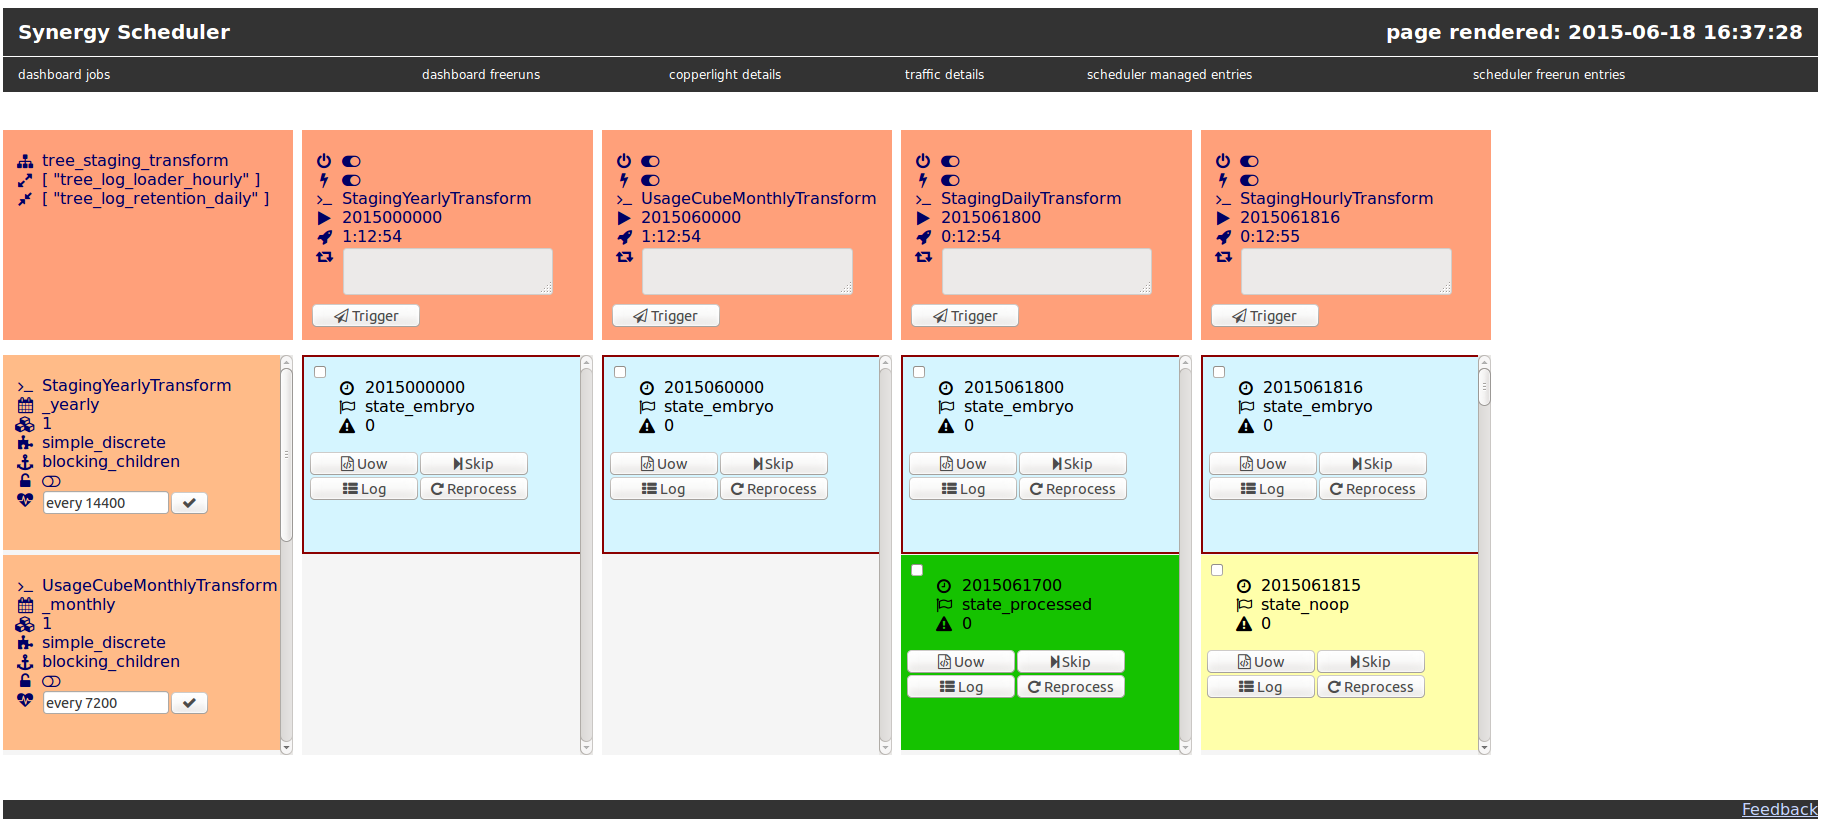 Synergy Scheduler
page rendered: 2015-06-18 16:37:28
dashboard jobs
dashboard freeruns
copperlight details
traffic details
scheduler managed entries
scheduler freerun entries
tree_staging_transform
[ "tree_log_loader_hourly" ]
[ "tree_log_retention_daily" ]
StagingYearlyTransform
2015000000
1:12:54
Trigger
UsageCubeMonthlyTransform
2015060000
1:12:54
Trigger
StagingDailyTransform
2015061800
0:12:54
Trigger
StagingHourlyTransform
2015061816
0:12:55
Trigger
StagingYearlyTransform
_yearly
1
simple_discrete
blocking_children
every 14400
UsageCubeMonthlyTransform
_monthly
1
simple_discrete
blocking_children
every 7200
2015000000
state_embryo
0
Uow
Skip
Log
Reprocess
2015060000
state_embryo
0
Uow
Skip
Log
Reprocess
2015061800
state_embryo
0
Uow
Skip
Log
Reprocess
2015061700
state_processed
0
Uow
Skip
Log
Reprocess
2015061816
state_embryo
0
Uow
Skip
Log
Reprocess
2015061815
state_noop
0
Uow
Skip
Log
Reprocess
Feedback